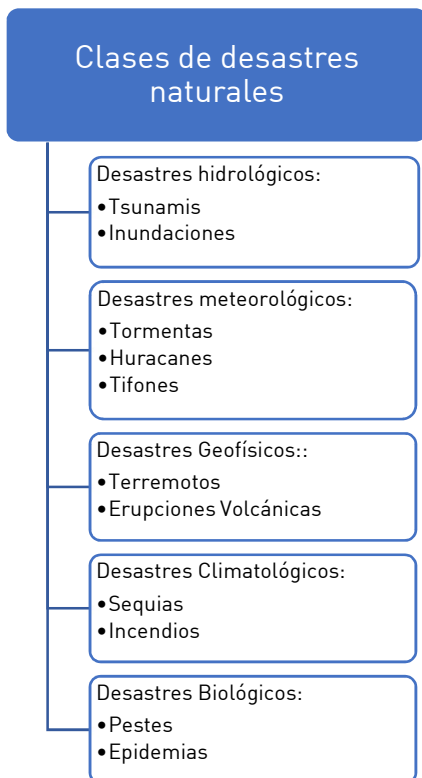 Clases de desastres
naturales
Desastres hidrológicos:
•Tsunamis
•Inundaciones
Desastres meteorológicos:
•Tormentas
•Huracanes
•Tifones
Desastres Geofísicos::
•Terremotos
•Erupciones Volcánicas
Desastres Climatológicos:
•Sequias
•Incendios
Desastres Biológicos:
•Pestes
•Epidemias